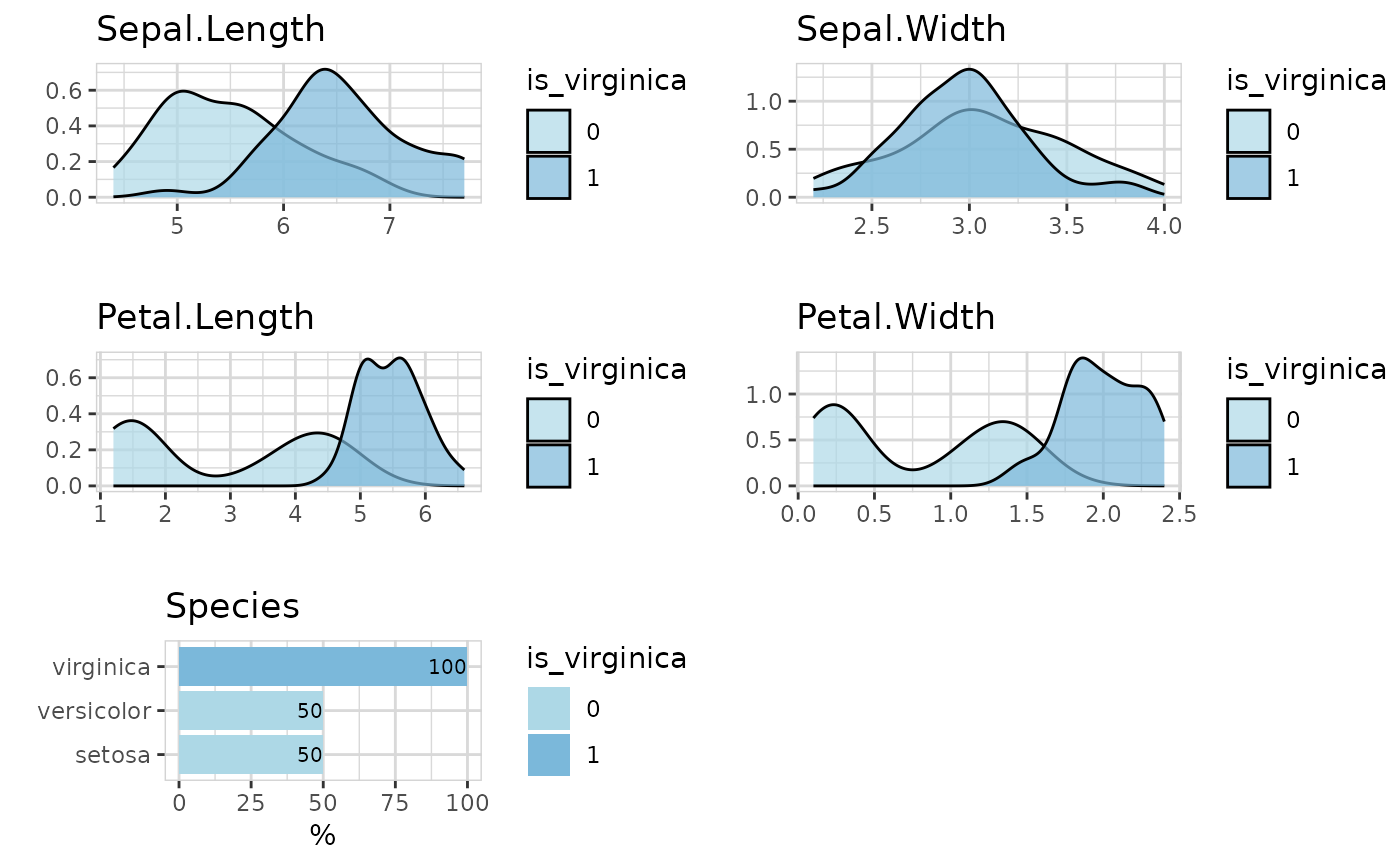 Sepal.Length
0.6
0.4
0.2
0.0
5 6 7
is_virginica
0
1
Sepal.Width
1.0
0.5
0.0
2.5 3.0 3.5 4.0
is_virginica
0
1
Petal.Length
0.6
0.4
0.2
0.0
1 2 3 4 5 6
is_virginica
0
1
Petal.Width
1.0
0.5
0.0
0.0 0.5 1.0 1.5 2.0 2.5
is_virginica
0
1
Species
virginica 100
versicolor 50
setosa 50
0 25 50 75 100
%
is_virginica
0
1